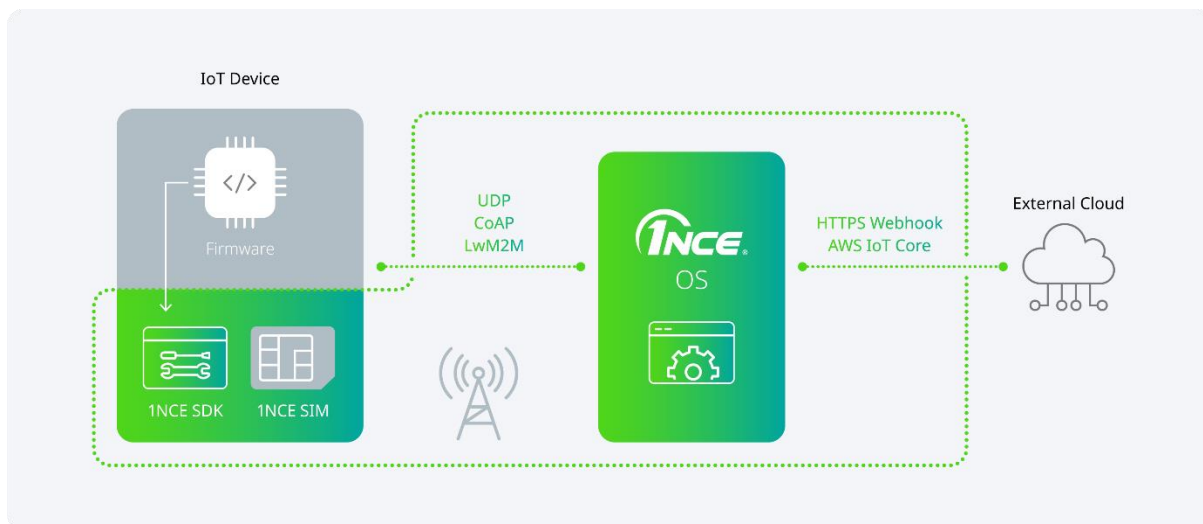 IoT Device
</>
Firmware
1NCE SDK
1NCE SIM
UDP
CoAP
LwM2M
1NCE®
OS
HTTPS Webhook
AWS IoT Core
External Cloud